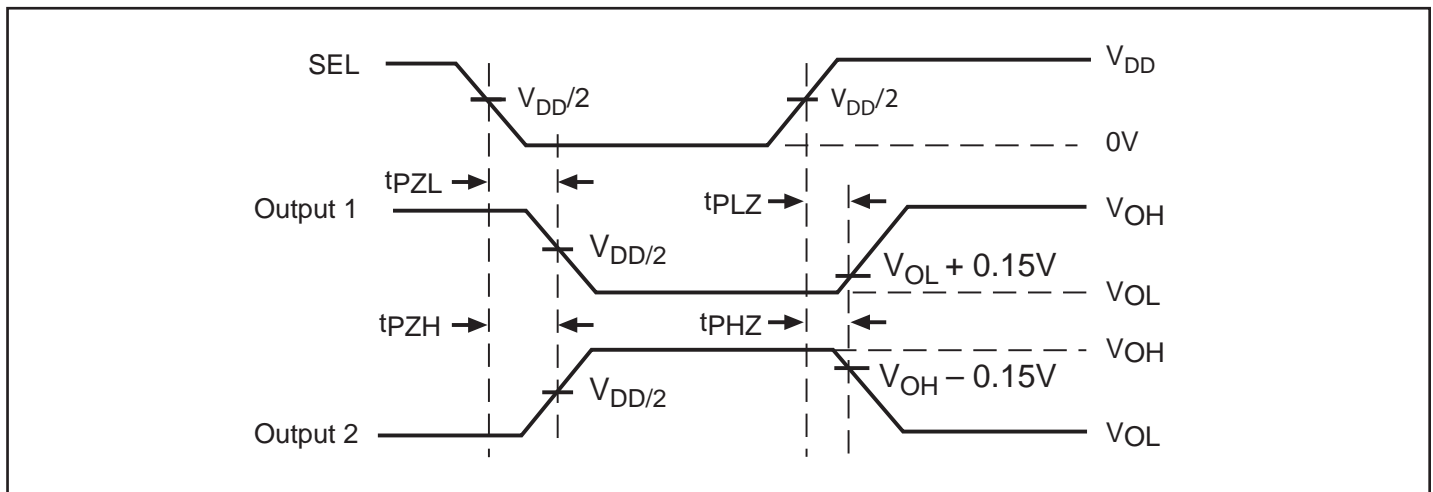 SEL
VDD
VDD/2
VDD/2
0V
tPZL
tPLZ
Output 1
VOH
VDD/2
VOL + 0.15V
VOL
tPZH
tPHZ
VOH
VOH – 0.15V
VDD/2
Output 2
VOL